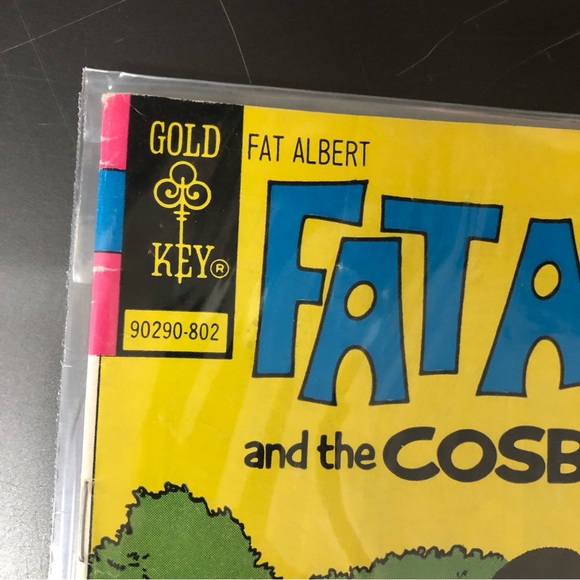 GOLD
KEY®
90290-802
FAT ALBERT
FAT A
and the COSB